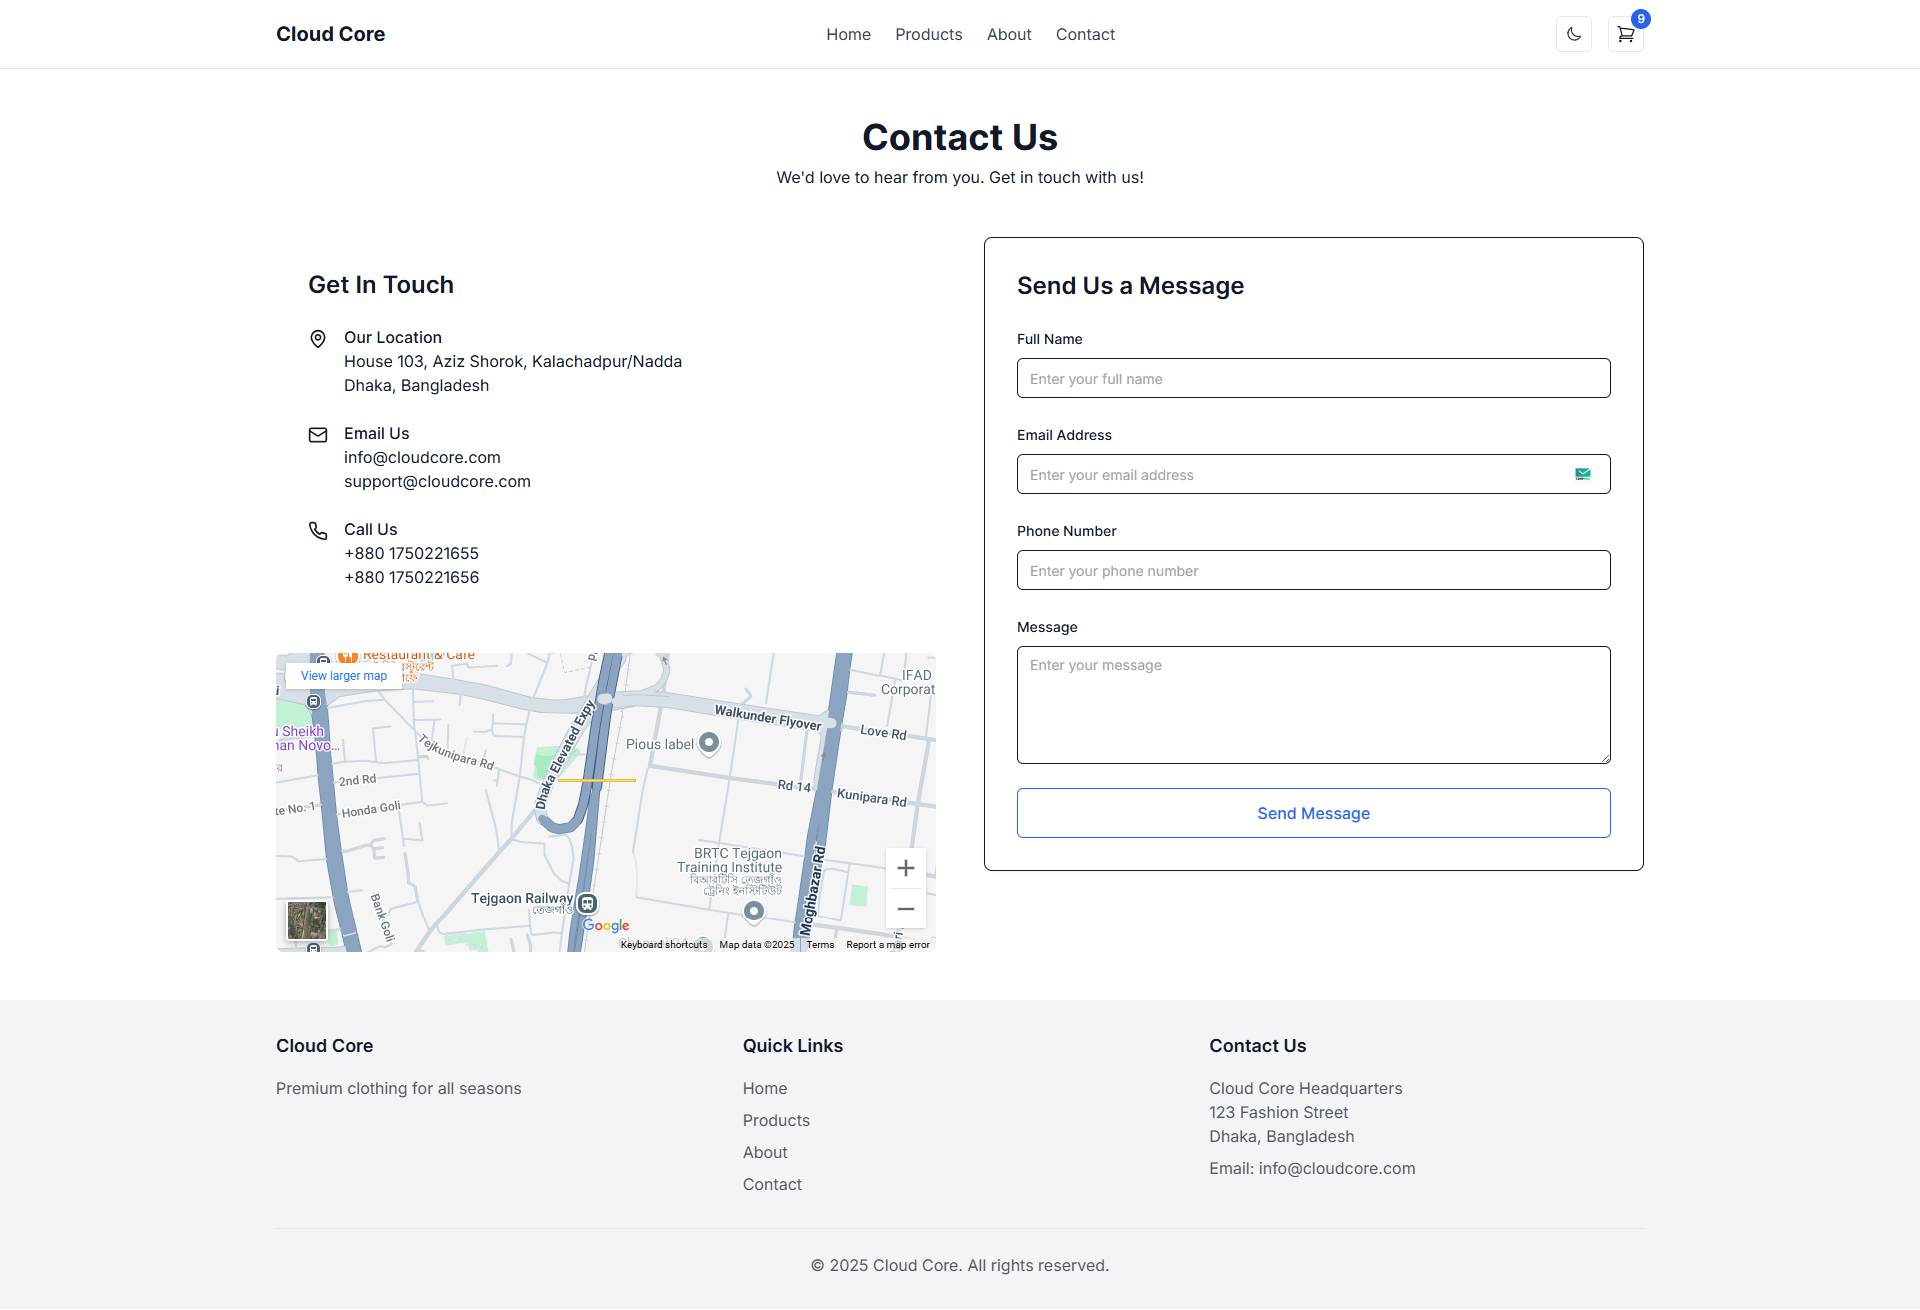 Cloud Core
Home
Products
About
Contact
9
Contact Us
We'd love to hear from you. Get in touch with us!
Get In Touch
Our Location
House 103, Aziz Shorok, Kalachadpur/Nadda
Dhaka, Bangladesh
Email Us
info@cloudcore.com
support@cloudcore.com
Call Us
+880 1750221655
+880 1750221656
Restaurant & Cafe
View larger map
IFAD
Corporat
Walkunder Flyover
Love Rd
Sheikh
Novo...
Pious label
Tejkunipara Rd
Dhaka Elevated Expy
2nd Rd
Rd 14
Kunipara Rd
No. 1
Honda Goli
BRTC Tejgaon
Training Institute
বিআরটিসি তেজগাঁও
ট্রেনিং ইনস্টিটিউট
Moghbazar Rd
Tejgaon Railway
তেজগাঁও
Bank Goli
Google
Keyboard shortcuts
Map data ©2025
Terms
Report a map error
Send Us a Message
Full Name
Enter your full name
Email Address
Enter your email address
Phone Number
Enter your phone number
Message
Enter your message
Send Message
Cloud Core
Premium clothing for all seasons
Quick Links
Home
Products
About
Contact
Contact Us
Cloud Core Headquarters
123 Fashion Street
Dhaka, Bangladesh
Email: info@cloudcore.com
© 2025 Cloud Core. All rights reserved.